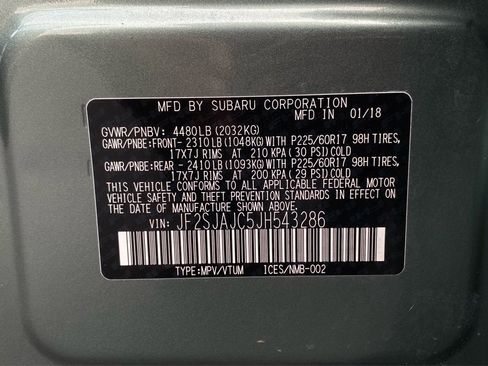 MFD BY SUBARU CORPORATION
MFD IN 01/18
GVWR/PNBV: 4480LB (2032KG)
GAWR/PNBE:FRONT- 2310LB (1048KG) WITH P225/60R17 98H TIRES,
17X7J RIMS AT 210 KPA (30 PSI) COLD
GAWR/PNBE:REAR - 2410LB (1093KG) WITH P225/60R17 98H TIRES,
17X7J RIMS AT 200 KPA (29 PSI) COLD
THIS VEHICLE CONFORMS TO ALL APPLICABLE FEDERAL MOTOR
VEHICLE SAFETY AND THEFT PREVENTION STANDARDS IN EFFECT
ON THE DATE OF MANUFACTURE SHOWN ABOVE.
VIN: JF2SJAJC5JH543286
TYPE:MPV/VTUM ICES/NMB-002